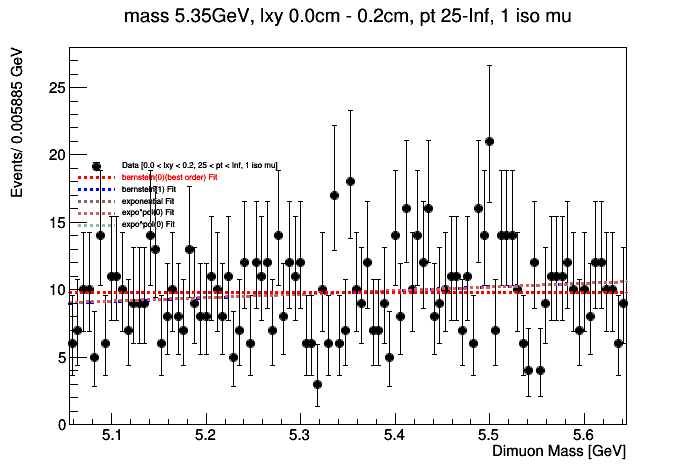 mass 5.35GeV, lxy 0.0cm - 0.2cm, pt 25-Inf, 1 iso mu
Events/ 0.005885 GeV
25
20
15
10
5
0
Data [0.0 < lxy < 0.2, 25 < pt < Inf, 1 iso mu]
bernstein(0)(best order) Fit
bernstein(1) Fit
exponential Fit
expo*pol(0) Fit
expo^pol(0) Fit
5.1 5.2 5.3 5.4 5.5 5.6
Dimuon Mass [GeV]